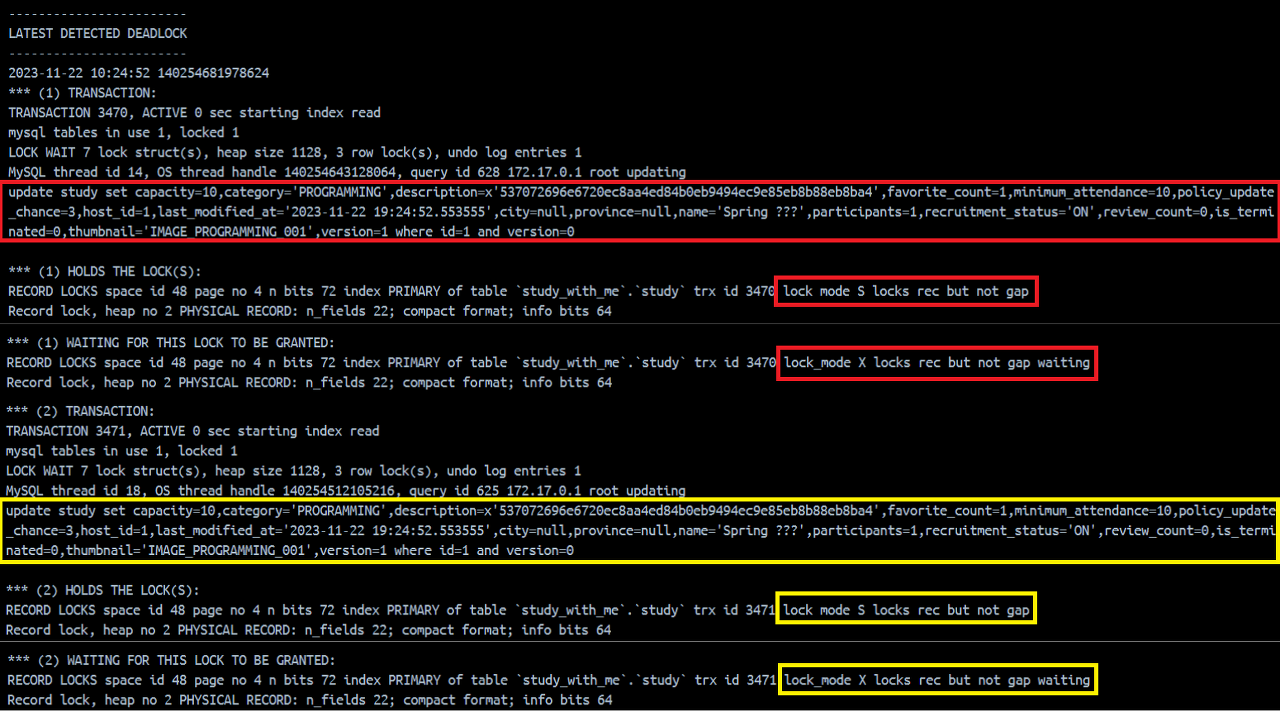 ------------------------
LATEST DETECTED DEADLOCK
------------------------
2023-11-22 10:24:52 140254681978624
*** (1) TRANSACTION:
TRANSACTION 3470, ACTIVE 0 sec starting index read
mysql tables in use 1, locked 1
LOCK WAIT 7 lock struct(s), heap size 1128, 3 row lock(s), undo log entries 1
MySQL thread id 14, OS thread handle 140254643128064, query id 628 172.17.0.1 root updating
update study set capacity=10,category='PROGRAMMING',description=x'537072696e6720ec8aa4ed84b0eb9494ec9e85eb8b88eb8ba4',favorite_count=1,minimum_attendance=10,policy_update
_chance=3,host_id=1,last_modified_at='2023-11-22 19:24:52.553555',city=null,province=null,name='Spring ???',participants=1,recruitment_status='ON',review_count=0,is_termi
nated=0,thumbnail='IMAGE_PROGRAMMING_001',version=1 where id=1 and version=0
*** (1) HOLDS THE LOCK(S):
RECORD LOCKS space id 48 page no 4 n bits 72 index PRIMARY of table `study_with_me`.`study` trx id 3470 lock mode S locks rec but not gap
Record lock, heap no 2 PHYSICAL RECORD: n_fields 22; compact format; info bits 64
*** (1) WAITING FOR THIS LOCK TO BE GRANTED:
RECORD LOCKS space id 48 page no 4 n bits 72 index PRIMARY of table `study_with_me`.`study` trx id 3470 lock_mode X locks rec but not gap waiting
Record lock, heap no 2 PHYSICAL RECORD: n_fields 22; compact format; info bits 64
*** (2) TRANSACTION:
TRANSACTION 3471, ACTIVE 0 sec starting index read
mysql tables in use 1, locked 1
LOCK WAIT 7 lock struct(s), heap size 1128, 3 row lock(s), undo log entries 1
MySQL thread id 18, OS thread handle 140254512105216, query id 625 172.17.0.1 root updating
update study set capacity=10,category='PROGRAMMING',description=x'537072696e6720ec8aa4ed84b0eb9494ec9e85eb8b88eb8ba4',favorite_count=1,minimum_attendance=10,policy_update
_chance=3,host_id=1,last_modified_at='2023-11-22 19:24:52.553555',city=null,province=null,name='Spring ???',participants=1,recruitment_status='ON',review_count=0,is_termi
nated=0,thumbnail='IMAGE_PROGRAMMING_001',version=1 where id=1 and version=0
*** (2) HOLDS THE LOCK(S):
RECORD LOCKS space id 48 page no 4 n bits 72 index PRIMARY of table `study_with_me`.`study` trx id 3471 lock mode S locks rec but not gap
Record lock, heap no 2 PHYSICAL RECORD: n_fields 22; compact format; info bits 64
*** (2) WAITING FOR THIS LOCK TO BE GRANTED:
RECORD LOCKS space id 48 page no 4 n bits 72 index PRIMARY of table `study_with_me`.`study` trx id 3471 lock_mode X locks rec but not gap waiting
Record lock, heap no 2 PHYSICAL RECORD: n_fields 22; compact format; info bits 64